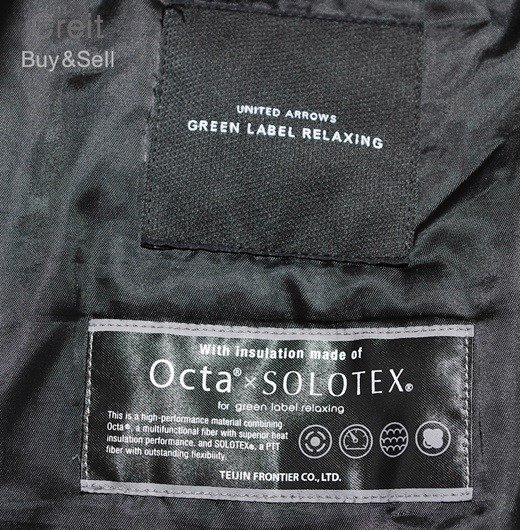 Creit
Buy&Sell
UNITED ARROWS
GREEN LABEL RELAXING
With insulation made of
Octa®×SOLOTEX®
for green label relaxing
This is a high-performance material combining
Octa®, a multifunctional fiber with superior heat
insulation performance, and SOLOTEX®, a PTT
fiber with outstanding flexibility.
TEIJIN FRONTIER CO., LTD.